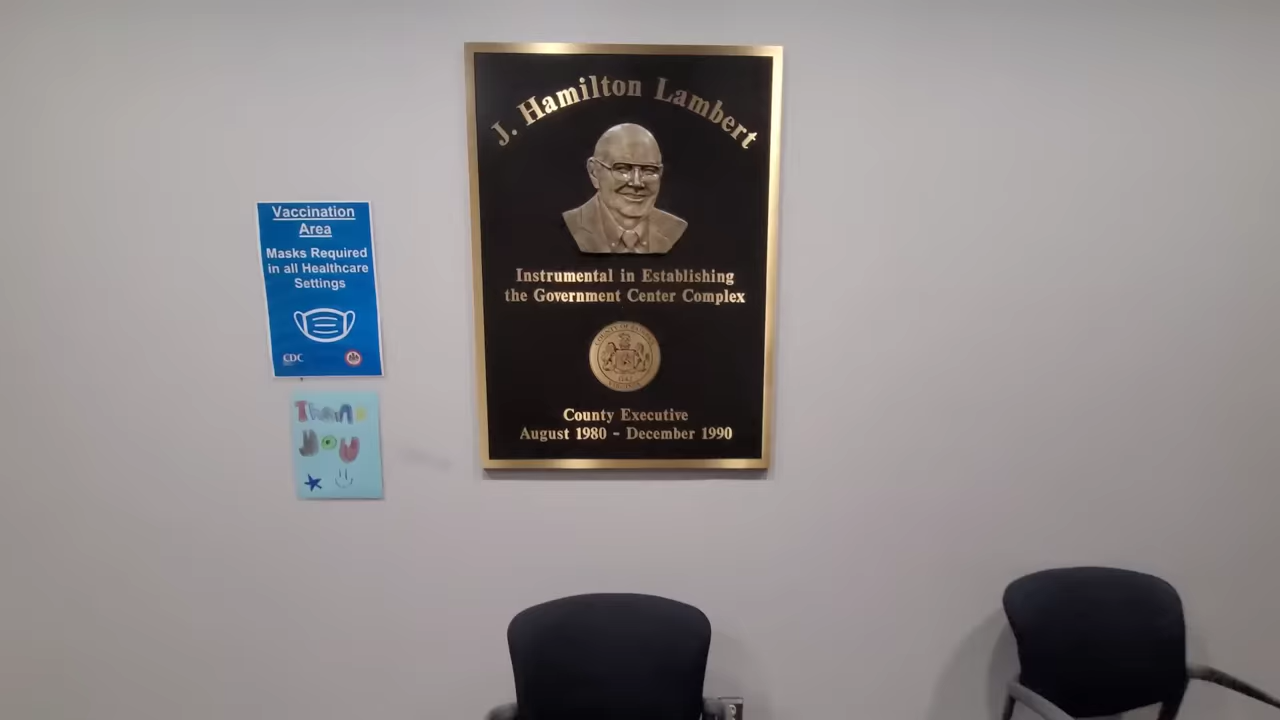 J. Hamilton Lambert
Instrumental in Establishing
the Government Center Complex
County Executive
August 1980 - December 1990
Vaccination
Area
Masks Required
in all Healthcare
Settings
CDC
Thank
You